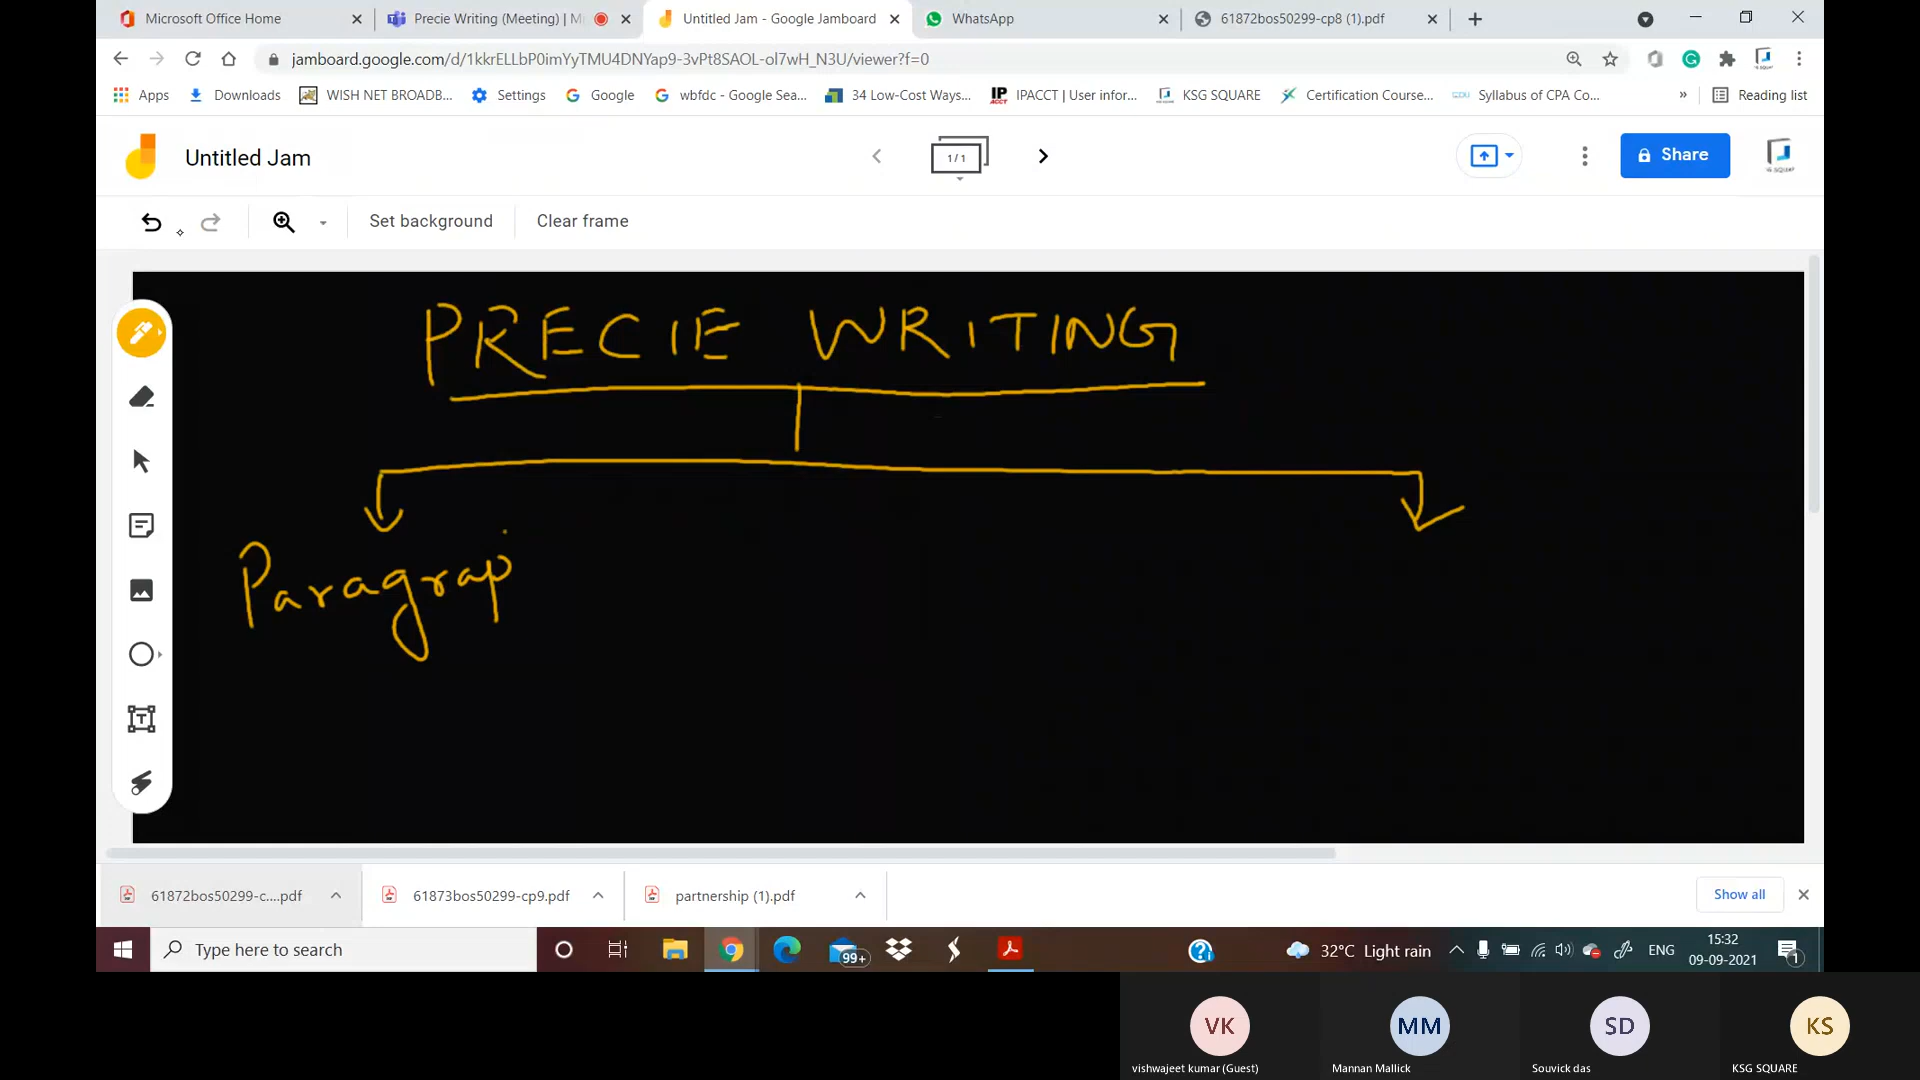 Microsoft Office Home
Precie Writing (Meeting) | Mi
Untitled Jam - Google Jamboard
WhatsApp
61872bos50299-cp8 (1).pdf
jamboard.google.com/d/1kkrELLbP0imYyTMU4DNYap9-3vPt8SAOL-ol7wH_N3U/viewer?f=0
Apps
Downloads
WISH NET BROADB...
Settings
Google
wbfdc - Google Sea...
34 Low-Cost Ways...
IPACCT | User infor...
KSG SQUARE
Certification Course...
Syllabus of CPA Co...
»
Reading list
Untitled Jam
1 / 1
Share
Set background
Clear frame
PRECIE WRITING
Paragrap
61872bos50299-c....pdf
61873bos50299-cp9.pdf
partnership (1).pdf
Show all
Type here to search
99+
32°C Light rain
ENG
15:32
09-09-2021
1
VK
MM
SD
KS
vishwajeet kumar (Guest)
Mannan Mallick
Souvick das
KSG SQUARE